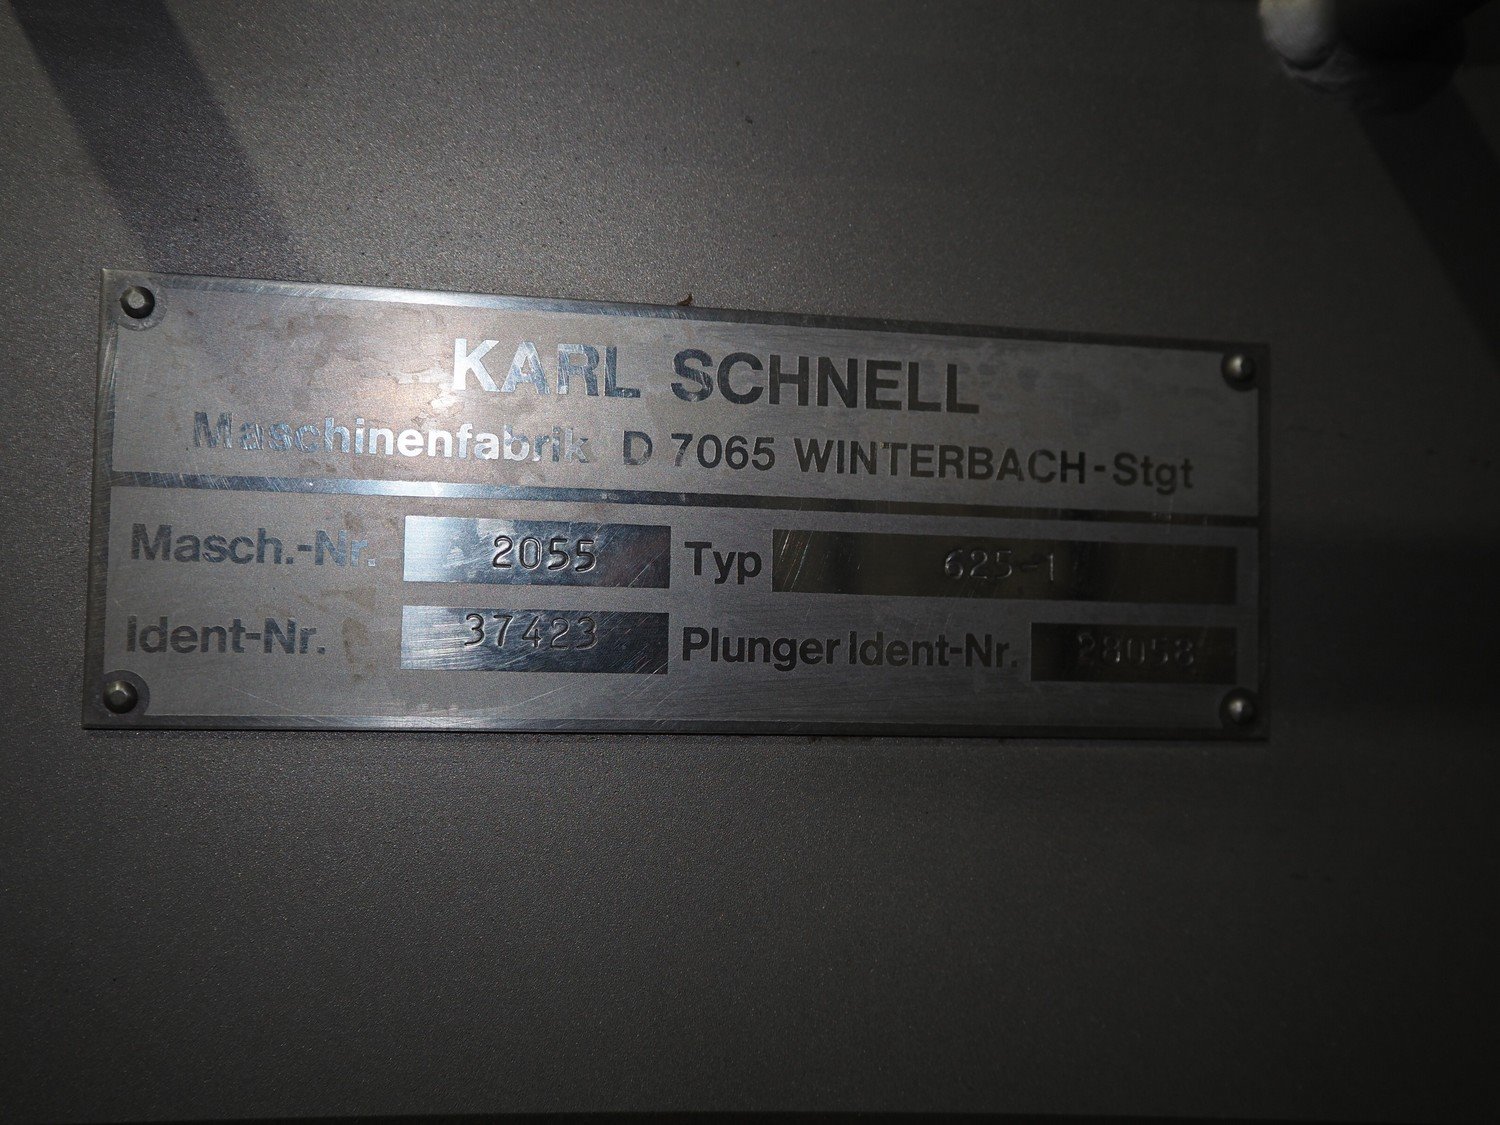 KARL SCHNELL
Maschinenfabrik D 7065 WINTERBACH-Stgt
Masch.-Nr. 2055 Typ 625-1
Ident-Nr. 37423 Plunger Ident-Nr. 28058